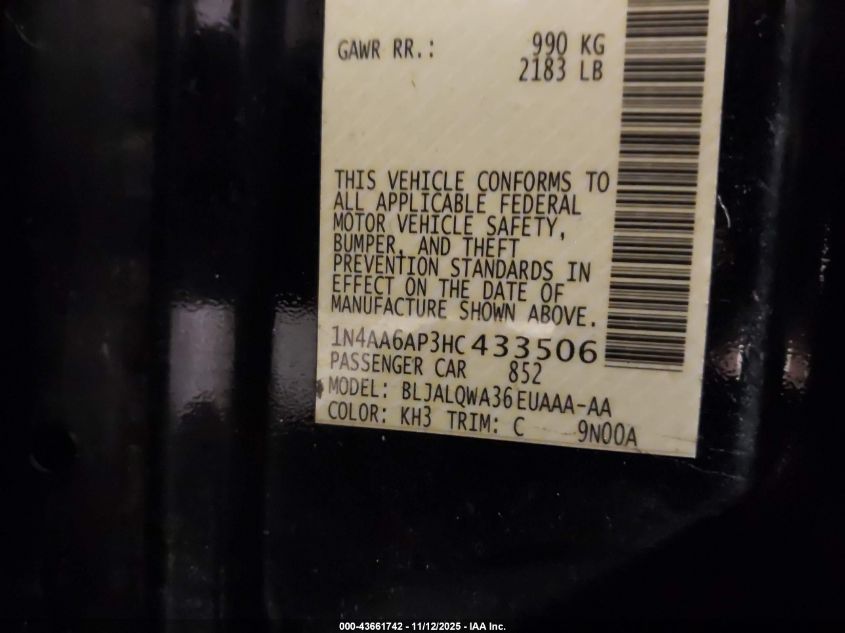 GAWR RR.: 990 KG
2183 LB
THIS VEHICLE CONFORMS TO
ALL APPLICABLE FEDERAL
MOTOR VEHICLE SAFETY,
BUMPER, AND THEFT
PREVENTION STANDARDS IN
EFFECT ON THE DATE OF
MANUFACTURE SHOWN ABOVE.
1N4AA6AP3HC433506
PASSENGER CAR 852
MODEL: BLJALQWA36EUAAA-AA
COLOR: KH3 TRIM: C 9N00A
000-43661742 - 11/12/2025 - IAA Inc.